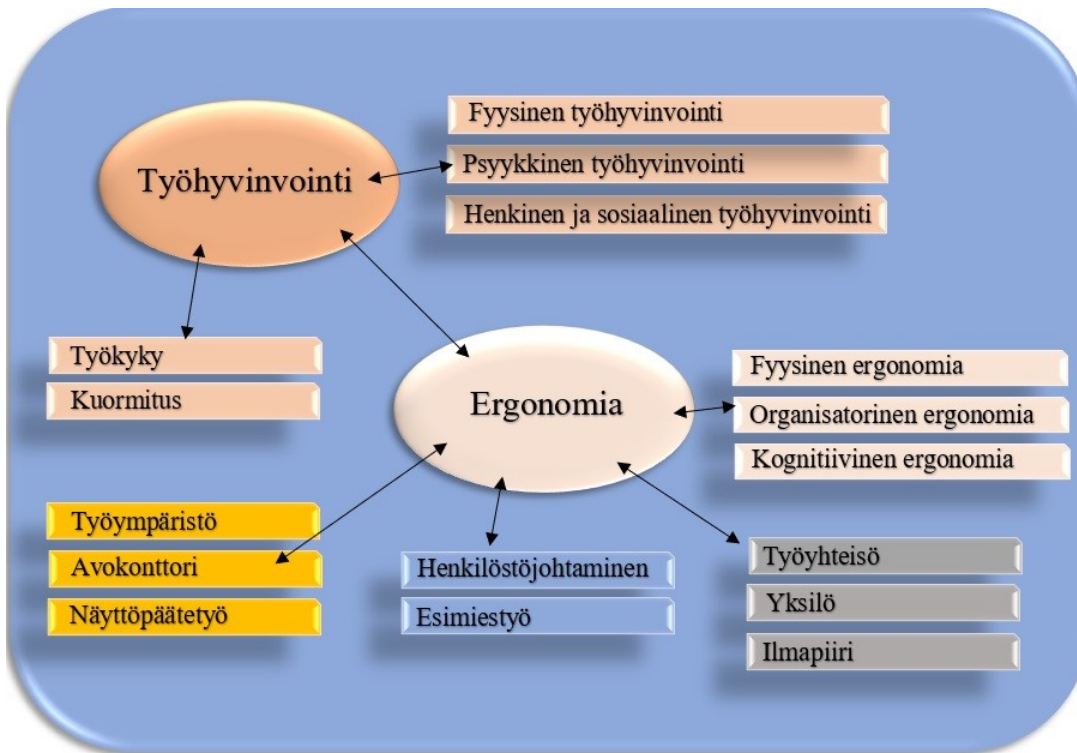 Työhyvinvointi
Fyysinen työhyvinvointi
Psyykkinen työhyvinvointi
Henkinen ja sosiaalinen työhyvinvointi
Työkyky
Kuormitus
Ergonomia
Fyysinen ergonomia
Organisatorinen ergonomia
Kognitiivinen ergonomia
Työympäristö
Avokonttori
Näyttöpäätetyö
Henkilöstöjohtaminen
Esimiestyö
Työyhteisö
Yksilö
Ilmapiiri